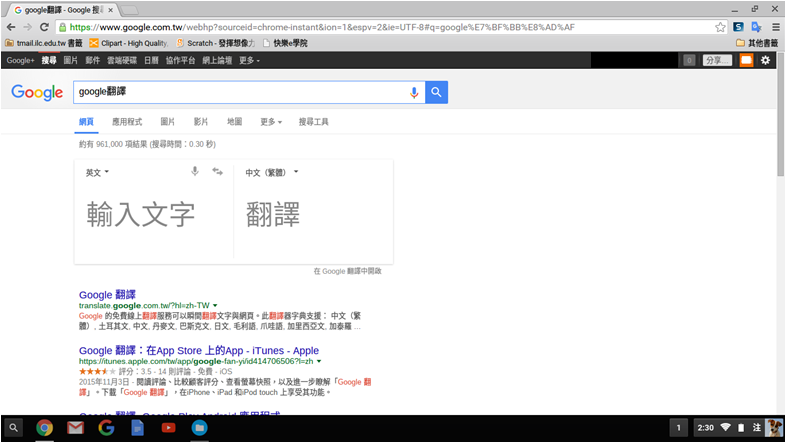 google翻譯 - Google 搜
https://www.google.com.tw/webhp?sourceid=chrome-instant&ion=1&espv=2&ie=UTF-8#q=google%E7%BF%BB%E8%AD%AF
tmail.ilc.edu.tw 書籤
Clipart - High Quality,
Scratch - 發揮想像力
快樂e學院
其他書籤
Google+ 搜尋 圖片 郵件 雲端硬碟 日曆 協作平台 網上論壇 更多
0 分享...
Google
google翻譯
網頁 應用程式 圖片 影片 地圖 更多 搜尋工具
約有 961,000 項結果 (搜尋時間：0.30 秒)
英文 中文（繁體）
輸入文字 翻譯
在 Google 翻譯中開啟
Google 翻譯
translate.google.com.tw/?hl=zh-TW
Google 的免費線上翻譯服務可以瞬間翻譯文字與網頁。此翻譯器字典支援： 中文（繁
體）, 土耳其文, 中文, 丹麥文, 巴斯克文, 日文, 毛利語, 爪哇語, 加里西亞文, 加泰羅 ...
Google 翻譯：在App Store 上的App - iTunes - Apple
https://itunes.apple.com/tw/app/google-fan-yi/id414706506?l=zh
評分：3.5 - 14 則評論 - 免費 - iOS
2015年11月3日 - 閱讀評論、比較顧客評分、查看螢幕快照，以及進一步瞭解「Google 翻
譯」。下載「Google 翻譯」，在iPhone、iPad 和iPod touch 上享受其功能。
Google 翻譯- Google Play Android 應用程式
1 2:30 注